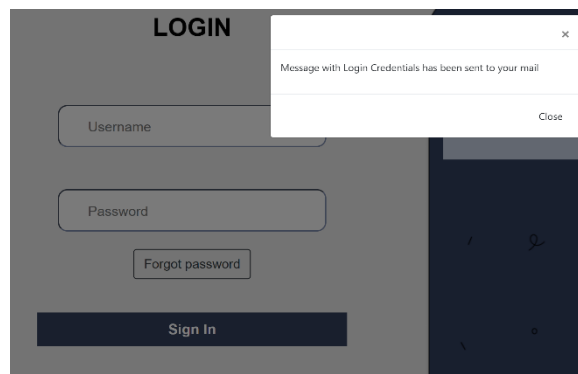 LOGIN
×
Message with Login Credentials has been sent to your mail
Close
Username
Password
Forgot password
Sign In